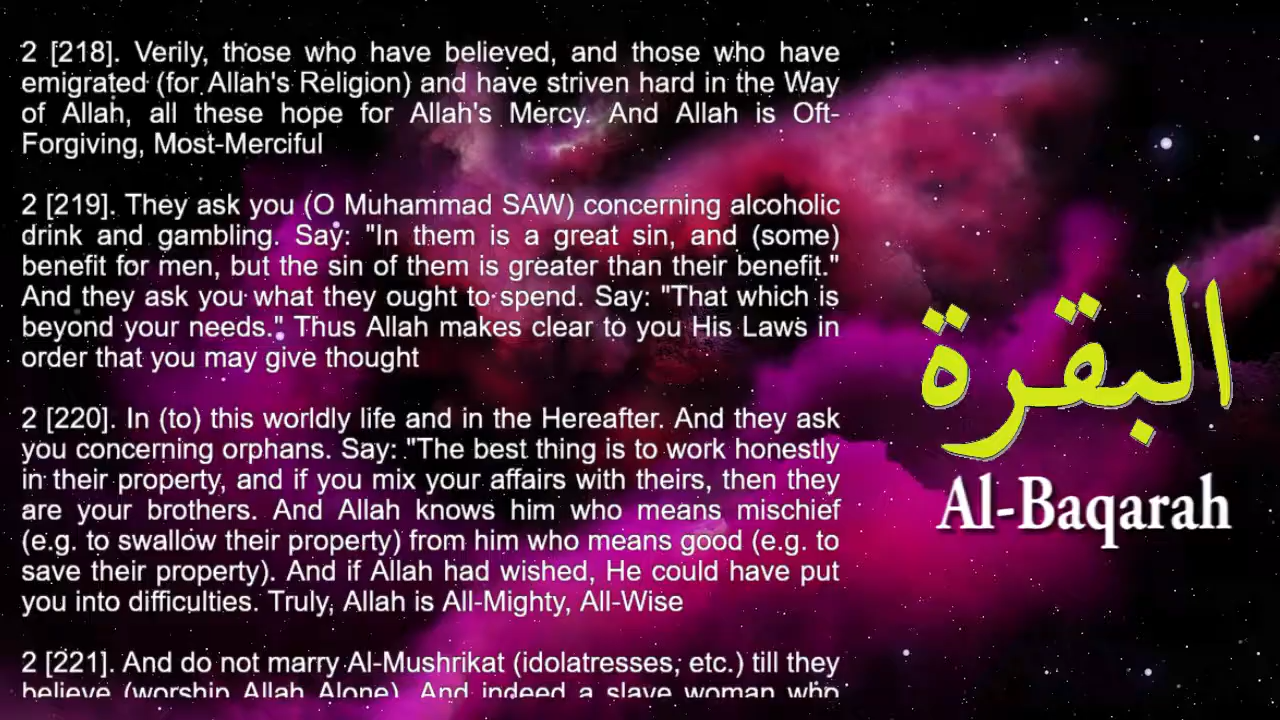 2 [218]. Verily, those who have believed, and those who have
emigrated (for Allah's Religion) and have striven hard in the Way
of Allah, all these hope for Allah's Mercy. And Allah is Oft-
Forgiving, Most-Merciful
2 [219]. They ask you (O Muhammad SAW) concerning alcoholic
drink and gambling. Say: "In them is a great sin, and (some)
benefit for men, but the sin of them is greater than their benefit."
And they ask you what they ought to spend. Say: "That which is
beyond your needs." Thus Allah makes clear to you His Laws in
order that you may give thought
2 [220]. In (to) this worldly life and in the Hereafter. And they ask
you concerning orphans. Say: "The best thing is to work honestly
in their property, and if you mix your affairs with theirs, then they
are your brothers. And Allah knows him who means mischief
(e.g. to swallow their property) from him who means good (e.g. to
save their property). And if Allah had wished, He could have put
you into difficulties. Truly, Allah is All-Mighty, All-Wise
2 [221]. And do not marry Al-Mushrikat (idolatresses, etc.) till they
believe (worship Allah Alone). And indeed a slave woman who
البقرة
Al-Baqarah